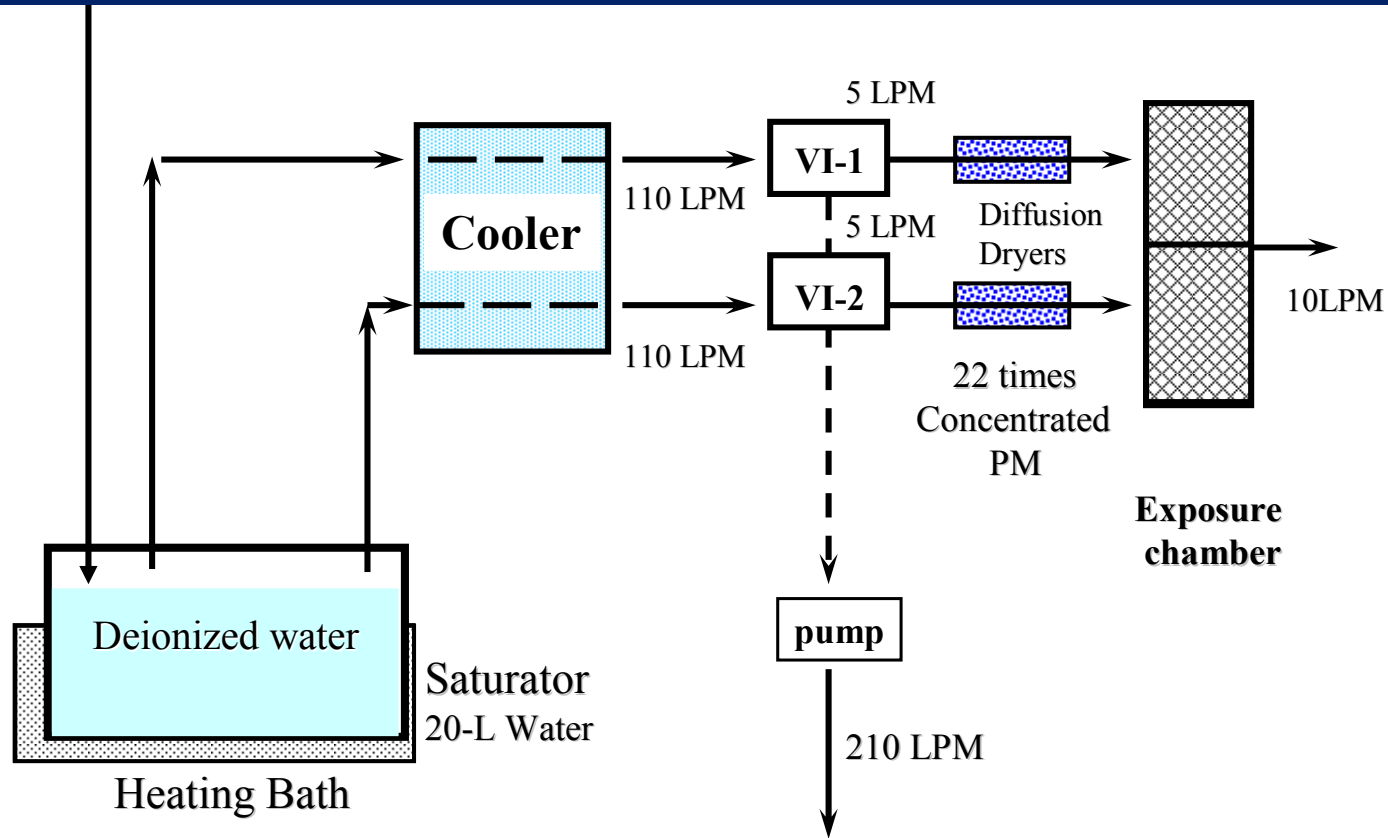 5 LPM
VI-1
110 LPM
Cooler
5 LPM
Diffusion
Dryers
VI-2
10LPM
110 LPM
22 times
Concentrated
PM
Exposure
chamber
pump
Deionized water
Saturator
20-L Water
210 LPM
Heating Bath